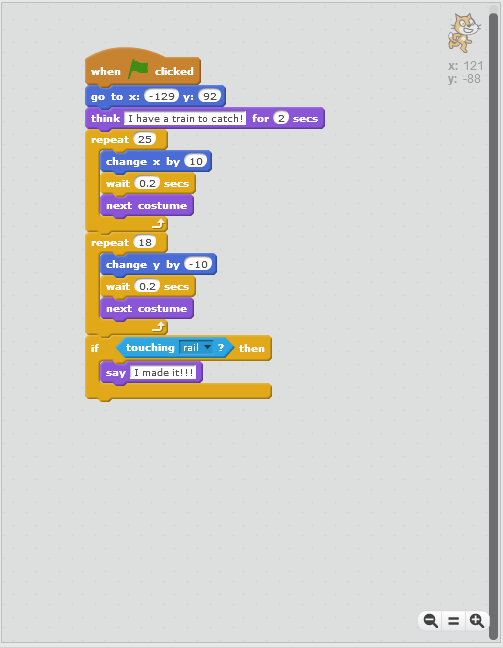 x: 121
y: -88
when clicked
go to x: -129 y: 92
think I have a train to catch! for 2 secs
repeat 25
change x by 10
wait 0.2 secs
next costume
repeat 18
change y by -10
wait 0.2 secs
next costume
if touching rail ? then
say I made it!!!